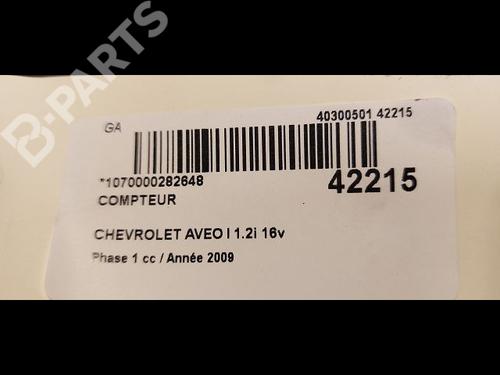 B-PARTS
GA
40300501 42215
*1070000282648
42215
COMPTEUR
CHEVROLET AVEO I 1.2i 16v
Phase 1 cc / Année 2009